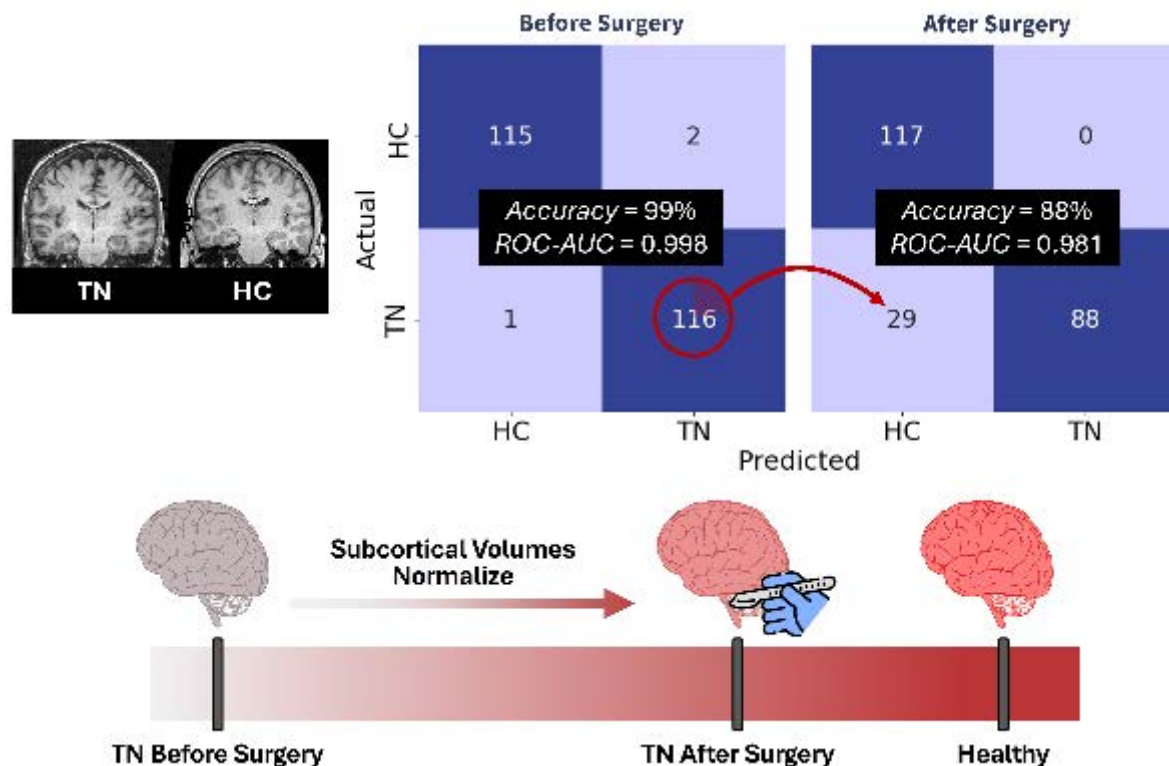 Before Surgery
After Surgery
TN
HC
Actual
HC
TN
115
2
117
0
Accuracy = 99%
ROC-AUC = 0.998
Accuracy = 88%
ROC-AUC = 0.981
1
116
29
88
HC
TN
HC
TN
Predicted
Subcortical Volumes
Normalize
TN Before Surgery
TN After Surgery
Healthy